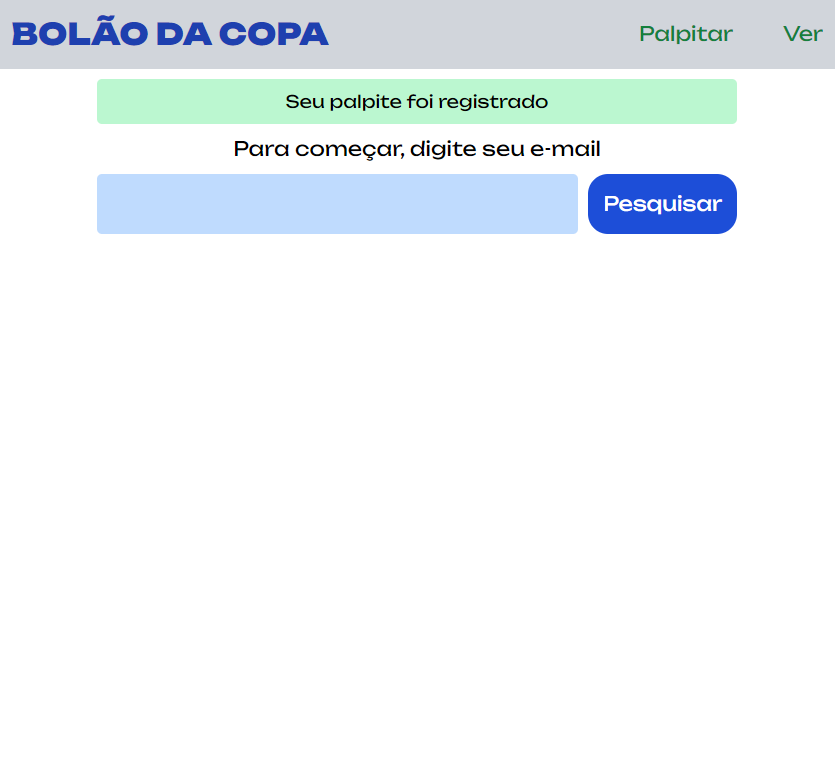 BOLÃO DA COPA
Palpitar
Ver
Seu palpite foi registrado
Para começar, digite seu e-mail
Pesquisar